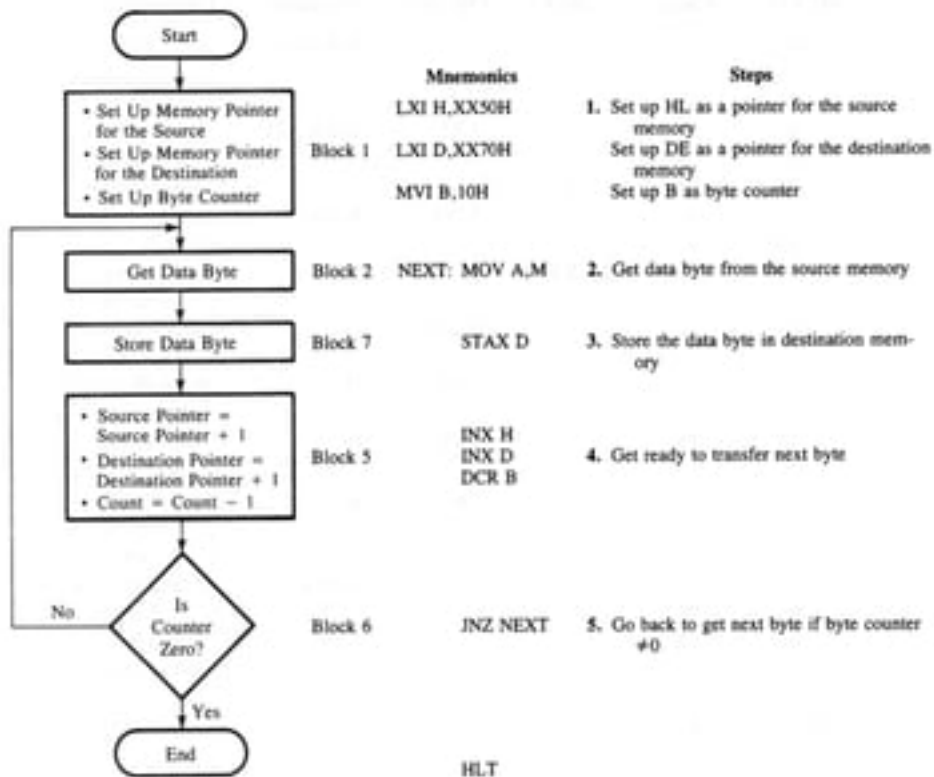 Start
Mnemonics
Steps
• Set Up Memory Pointer
for the Source
• Set Up Memory Pointer
for the Destination
• Set Up Byte Counter
Block 1
LXI H,XX50H
LXI D,XX70H
MVI B,10H
1. Set up HL as a pointer for the source
memory
Set up DE as a pointer for the destination
memory
Set up B as byte counter
Get Data Byte
Block 2
NEXT: MOV A,M
2. Get data byte from the source memory
Store Data Byte
Block 7
STAX D
3. Store the data byte in destination mem-
ory
• Source Pointer =
Source Pointer + 1
• Destination Pointer =
Destination Pointer + 1
• Count = Count − 1
Block 5
INX H
INX D
DCR B
4. Get ready to transfer next byte
No
Is
Counter
Zero?
Block 6
JNZ NEXT
5. Go back to get next byte if byte counter
≠0
Yes
End
HLT